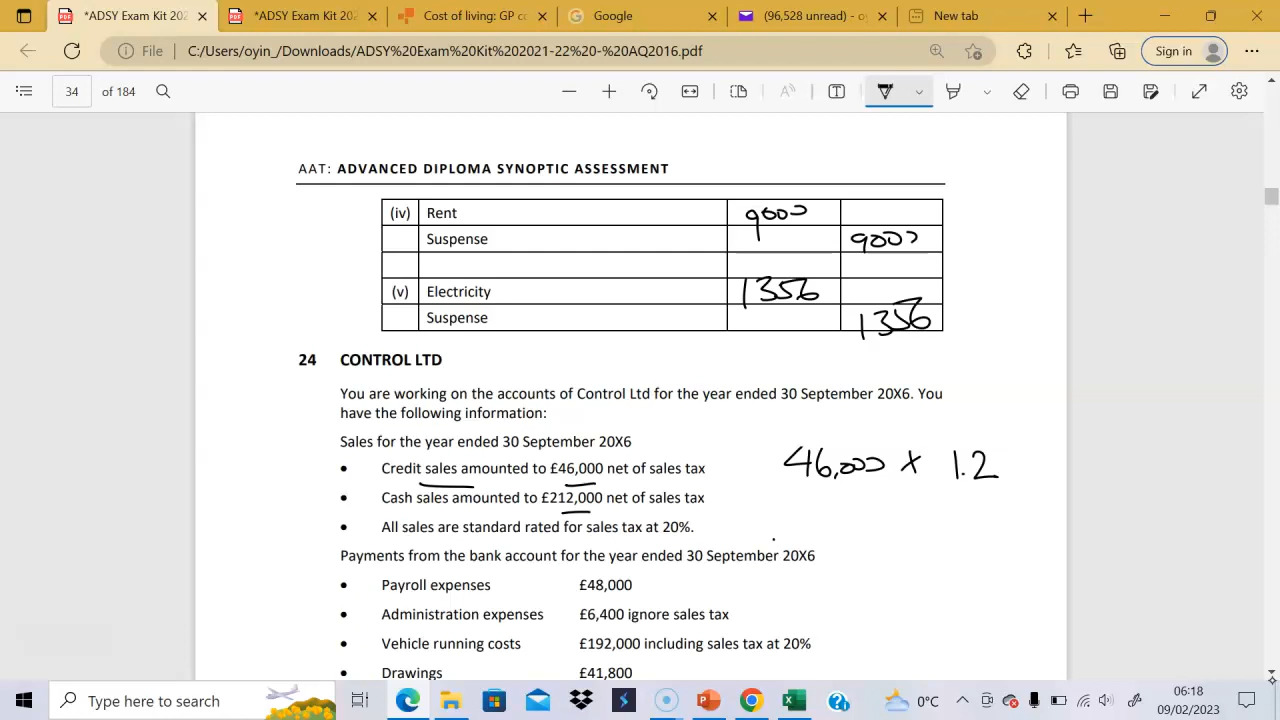 *ADSY Exam Kit 202
*ADSY Exam Kit 202
Cost of living: GP co
Google
(96,528 unread) - oy
New tab
File
C:/Users/oyin_/Downloads/ADSY%20Exam%20Kit%202021-22%20-%20AQ2016.pdf
Sign in
34 of 184
AAT: ADVANCED DIPLOMA SYNOPTIC ASSESSMENT
(iv) Rent 9000
Suspense 9000
(v) Electricity 1356
Suspense 1356
24 CONTROL LTD
You are working on the accounts of Control Ltd for the year ended 30 September 20X6. You
have the following information:
Sales for the year ended 30 September 20X6
• Credit sales amounted to £46,000 net of sales tax
46,000 x 1.2
• Cash sales amounted to £212,000 net of sales tax
• All sales are standard rated for sales tax at 20%.
Payments from the bank account for the year ended 30 September 20X6
• Payroll expenses £48,000
• Administration expenses £6,400 ignore sales tax
• Vehicle running costs £192,000 including sales tax at 20%
• Drawings £41,800
Type here to search
0°C
06:18
09/02/2023